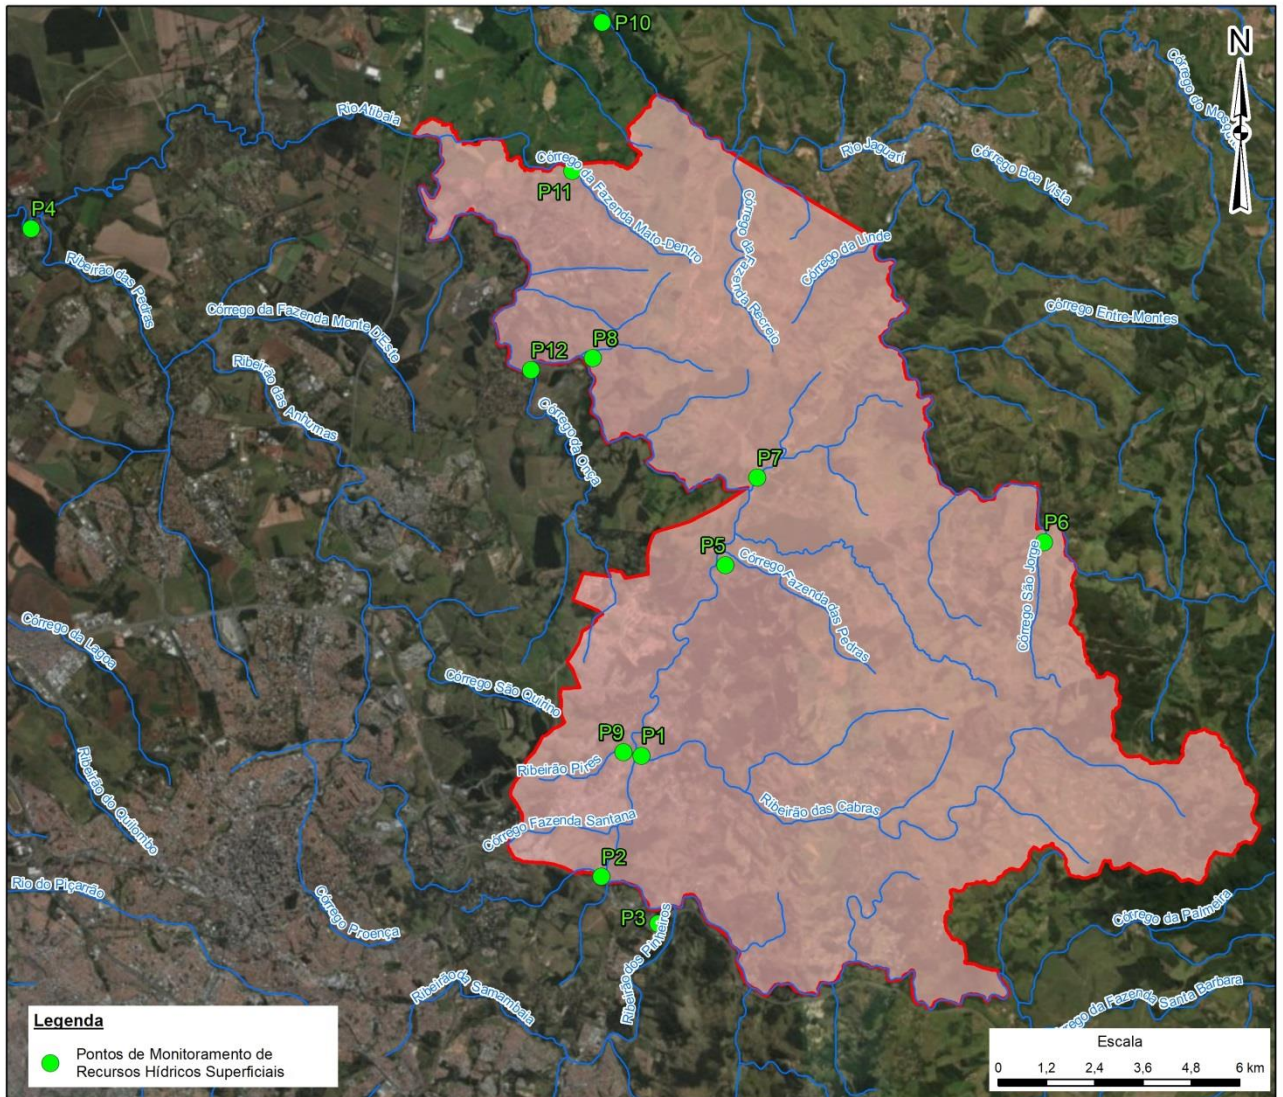 P10
N
Rio Atibaia
Córrego do Mosquito
Rio Jaguarí
Córrego Boa Vista
Córrego da Fazenda Mato-Dentro
P11
P4
Ribeirão das Pedras
Córrego da Fazenda Recreio
Córrego da Linde
Córrego Entre-Montes
Córrego da Fazenda Monte D'Este
Ribeirão das Anhumas
P12
P8
Córrego da Onça
P7
P6
P5
Córrego Fazenda das Pedras
Córrego São Jorge
Córrego da Lagoa
Córrego São Quirino
P9
P1
Ribeirão Pires
Ribeirão das Cabras
Córrego Fazenda Santana
Ribeirão do Quilombo
P2
Rio do Piçarrão
Córrego Proença
P3
Ribeirão dos Pinheiros
Córrego da Palmeira
Ribeirão da Samambaia
da Fazenda Santa Barbara
Legenda
Pontos de Monitoramento de
Recursos Hídricos Superficiais
Escala
0 1,2 2,4 3,6 4,8 6 km